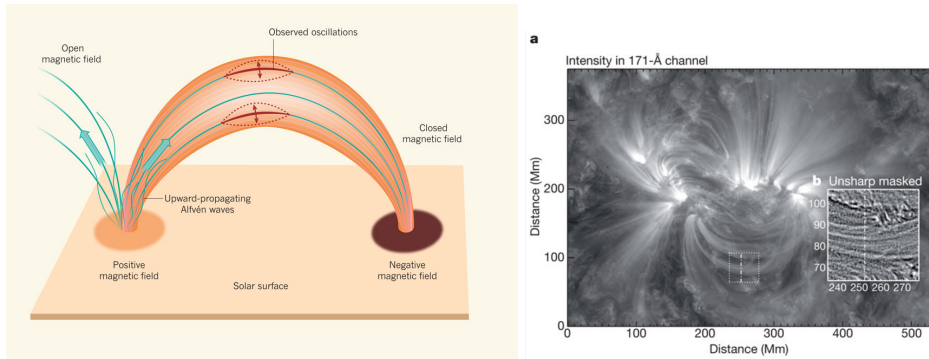 Observed oscillations
Open
magnetic field
Closed
magnetic field
Upward-propagating
Alfvén waves
Positive
magnetic field
Negative
magnetic field
Solar surface
a
Intensity in 171-Å channel
Distance (Mm)
300
200
100
0
b Unsharp masked
100
90
80
70
240 250 260 270
0 100 200 300 400 500
Distance (Mm)